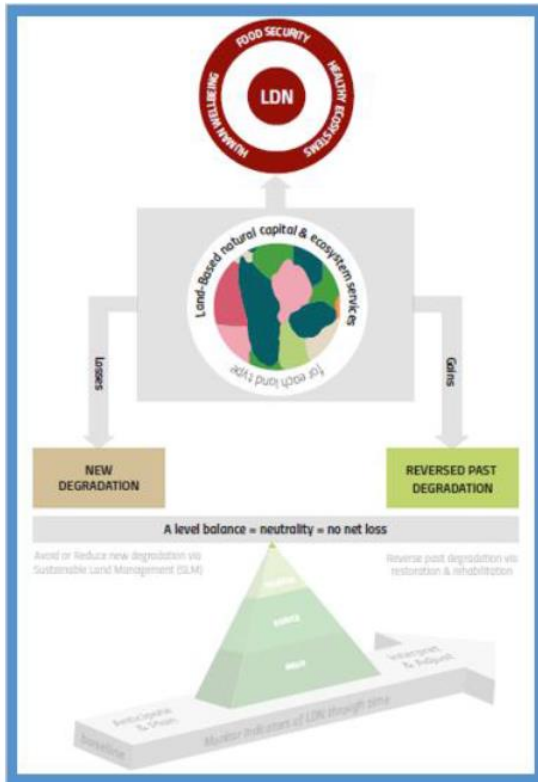 FOOD SECURITY
HUMAN WELLBEING
HEALTHY ECOSYSTEMS
LDN
Land-Based natural capital & ecosystem services
for each land type
Losses
Gains
NEW
DEGRADATION
REVERSED PAST
DEGRADATION
A level balance = neutrality = no net loss
Avoid or Reduce new degradation via
Sustainable Land Management (SLM)
Reverse past degradation via
restoration & rehabilitation
Anticipate
& Plan
Interpret
& Adjust
Baseline
Monitor Indicators of LDN through time